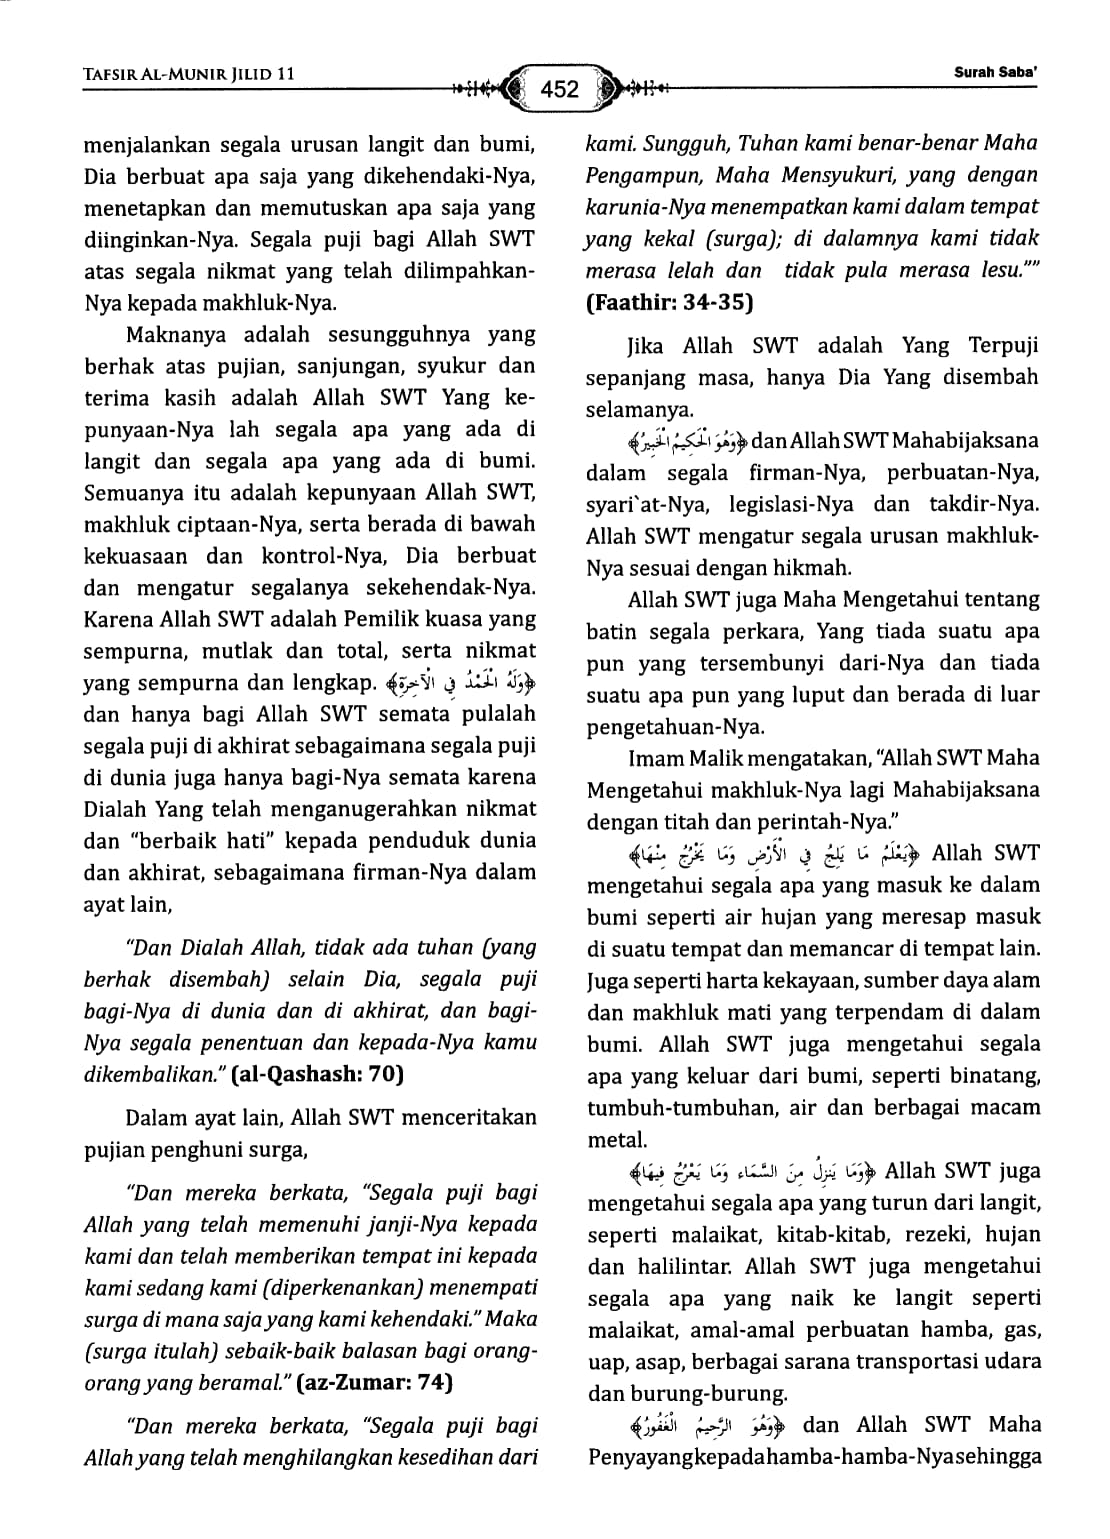 TAFSIR AL-MUNIR JILID 11
452
Surah Saba'
menjalankan segala urusan langit dan bumi,
Dia berbuat apa saja yang dikehendaki-Nya,
menetapkan dan memutuskan apa saja yang
diinginkan-Nya. Segala puji bagi Allah SWT
atas segala nikmat yang telah dilimpahkan-
Nya kepada makhluk-Nya.
Maknanya adalah sesungguhnya yang
berhak atas pujian, sanjungan, syukur dan
terima kasih adalah Allah SWT Yang ke-
punyaan-Nya lah segala apa yang ada di
langit dan segala apa yang ada di bumi.
Semuanya itu adalah kepunyaan Allah SWT,
makhluk ciptaan-Nya, serta berada di bawah
kekuasaan dan kontrol-Nya, Dia berbuat
dan mengatur segalanya sekehendak-Nya.
Karena Allah SWT adalah Pemilik kuasa yang
sempurna, mutlak dan total, serta nikmat
yang sempurna dan lengkap. ﴿وَلَهُ الْحَمْدُ فِي الْآخِرَةِ﴾
dan hanya bagi Allah SWT semata pulalah
segala puji di akhirat sebagaimana segala puji
di dunia juga hanya bagi-Nya semata karena
Dialah Yang telah menganugerahkan nikmat
dan “berbaik hati” kepada penduduk dunia
dan akhirat, sebagaimana firman-Nya dalam
ayat lain,
“Dan Dialah Allah, tidak ada tuhan (yang
berhak disembah) selain Dia, segala puji
bagi-Nya di dunia dan di akhirat, dan bagi-
Nya segala penentuan dan kepada-Nya kamu
dikembalikan.” (al-Qashash: 70)
Dalam ayat lain, Allah SWT menceritakan
pujian penghuni surga,
“Dan mereka berkata, “Segala puji bagi
Allah yang telah memenuhi janji-Nya kepada
kami dan telah memberikan tempat ini kepada
kami sedang kami (diperkenankan) menempati
surga di mana saja yang kami kehendaki.” Maka
(surga itulah) sebaik-baik balasan bagi orang-
orang yang beramal.” (az-Zumar: 74)
“Dan mereka berkata, “Segala puji bagi
Allah yang telah menghilangkan kesedihan dari
kami. Sungguh, Tuhan kami benar-benar Maha
Pengampun, Maha Mensyukuri, yang dengan
karunia-Nya menempatkan kami dalam tempat
yang kekal (surga); di dalamnya kami tidak
merasa lelah dan tidak pula merasa lesu.””
(Faathir: 34-35)
Jika Allah SWT adalah Yang Terpuji
sepanjang masa, hanya Dia Yang disembah
selamanya.
﴿وَهُوَ الْحَكِيمُ الْخَبِيرُ﴾ dan Allah SWT Mahabijaksana
dalam segala firman-Nya, perbuatan-Nya,
syari`at-Nya, legislasi-Nya dan takdir-Nya.
Allah SWT mengatur segala urusan makhluk-
Nya sesuai dengan hikmah.
Allah SWT juga Maha Mengetahui tentang
batin segala perkara, Yang tiada suatu apa
pun yang tersembunyi dari-Nya dan tiada
suatu apa pun yang luput dan berada di luar
pengetahuan-Nya.
Imam Malik mengatakan, “Allah SWT Maha
Mengetahui makhluk-Nya lagi Mahabijaksana
dengan titah dan perintah-Nya.”
﴿يَعْلَمُ مَا يَلِجُ فِي الْأَرْضِ وَمَا يَخْرُجُ مِنْهَا﴾ Allah SWT
mengetahui segala apa yang masuk ke dalam
bumi seperti air hujan yang meresap masuk
di suatu tempat dan memancar di tempat lain.
Juga seperti harta kekayaan, sumber daya alam
dan makhluk mati yang terpendam di dalam
bumi. Allah SWT juga mengetahui segala
apa yang keluar dari bumi, seperti binatang,
tumbuh-tumbuhan, air dan berbagai macam
metal.
﴿وَمَا يَنزِلُ مِنَ السَّمَاءِ وَمَا يَعْرُجُ فِيهَا﴾ Allah SWT juga
mengetahui segala apa yang turun dari langit,
seperti malaikat, kitab-kitab, rezeki, hujan
dan halilintar. Allah SWT juga mengetahui
segala apa yang naik ke langit seperti
malaikat, amal-amal perbuatan hamba, gas,
uap, asap, berbagai sarana transportasi udara
dan burung-burung.
﴿وَهُوَ الرَّحِيمُ الْغَفُورُ﴾ dan Allah SWT Maha
Penyayang kepada hamba-hamba-Nya sehingga